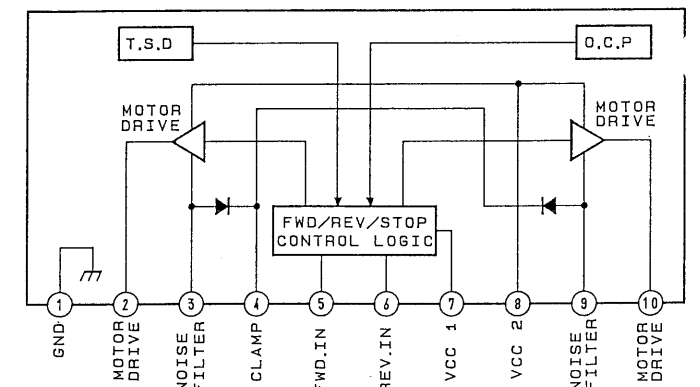 T.S.D
O.C.P
MOTOR
DRIVE
MOTOR
DRIVE
FWD/REV/STOP
CONTROL LOGIC
1
2
3
4
5
6
7
8
9
10
GND
MOTOR
DRIVE
NOISE
FILTER
CLAMP
FWD.IN
REV.IN
VCC 1
VCC 2
NOISE
FILTER
MOTOR
DRIVE